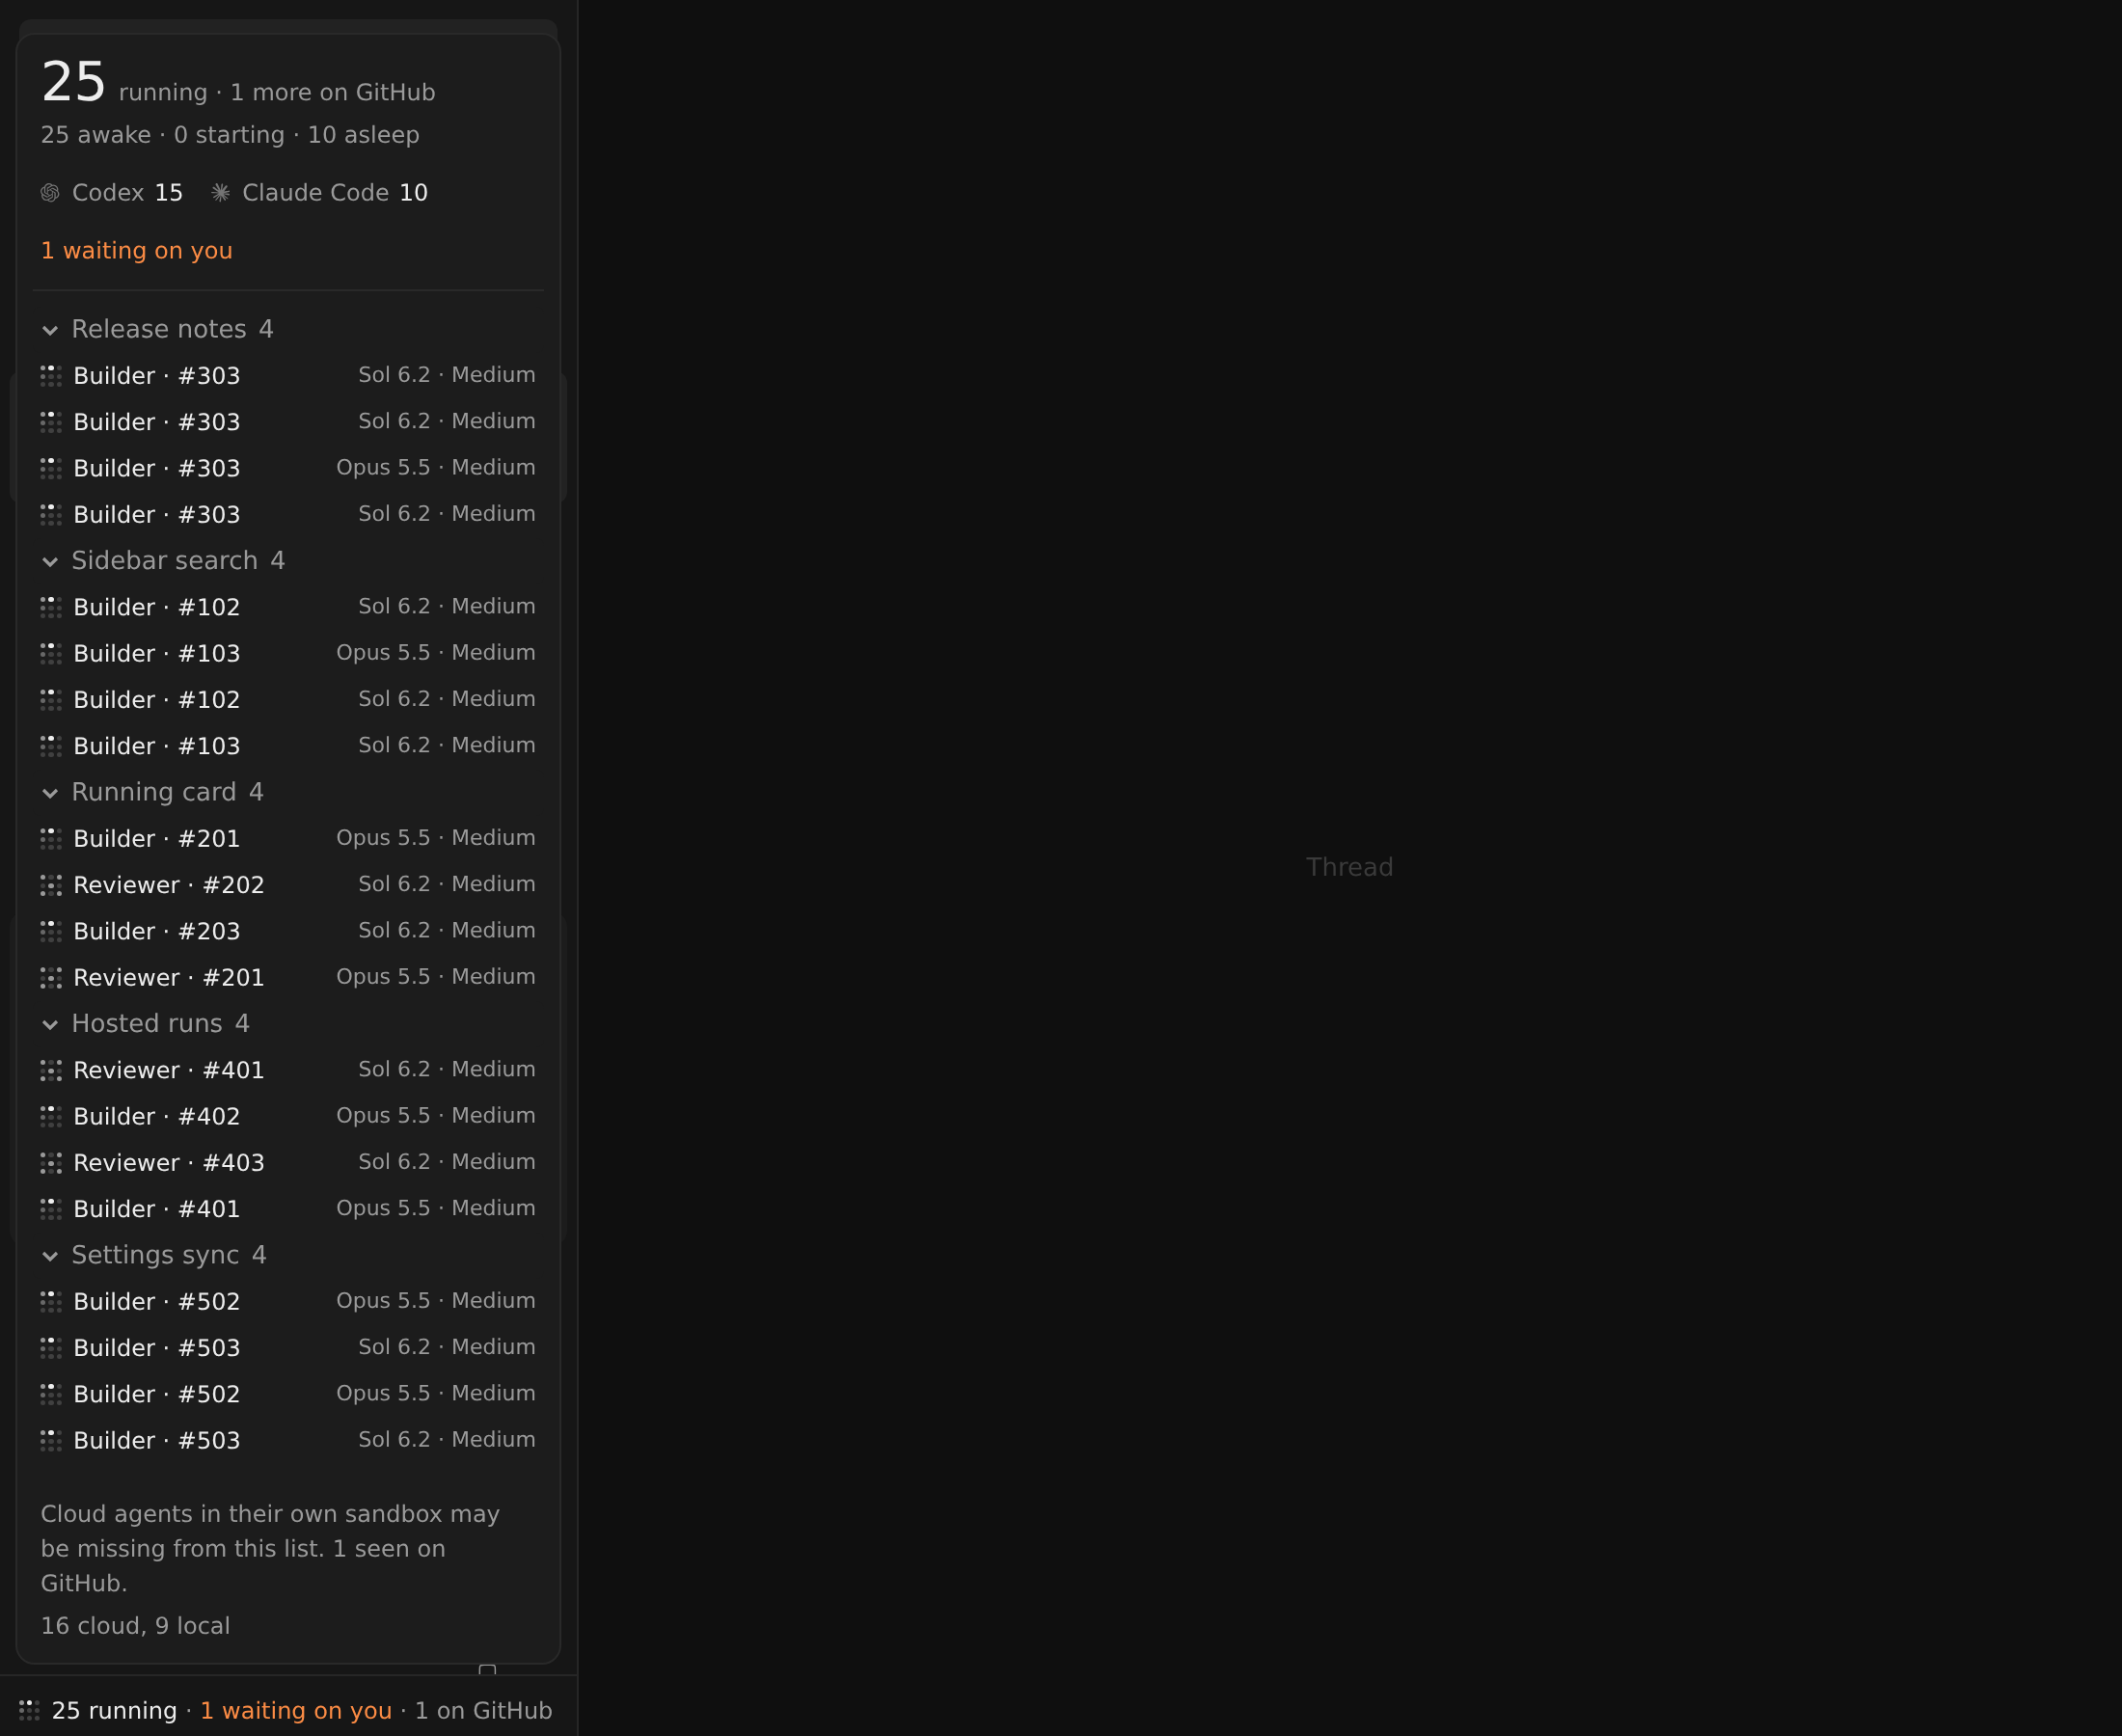 25 running · 1 more on GitHub
25 awake · 0 starting · 10 asleep
Codex 15 Claude Code 10
1 waiting on you
Release notes 4
Builder · #303 Sol 6.2 · Medium
Builder · #303 Sol 6.2 · Medium
Builder · #303 Opus 5.5 · Medium
Builder · #303 Sol 6.2 · Medium
Sidebar search 4
Builder · #102 Sol 6.2 · Medium
Builder · #103 Opus 5.5 · Medium
Builder · #102 Sol 6.2 · Medium
Builder · #103 Sol 6.2 · Medium
Running card 4
Builder · #201 Opus 5.5 · Medium
Reviewer · #202 Sol 6.2 · Medium
Builder · #203 Sol 6.2 · Medium
Reviewer · #201 Opus 5.5 · Medium
Hosted runs 4
Reviewer · #401 Sol 6.2 · Medium
Builder · #402 Opus 5.5 · Medium
Reviewer · #403 Sol 6.2 · Medium
Builder · #401 Opus 5.5 · Medium
Settings sync 4
Builder · #502 Opus 5.5 · Medium
Builder · #503 Sol 6.2 · Medium
Builder · #502 Opus 5.5 · Medium
Builder · #503 Sol 6.2 · Medium
Cloud agents in their own sandbox may
be missing from this list. 1 seen on
GitHub.
16 cloud, 9 local
25 running · 1 waiting on you · 1 on GitHub
Thread